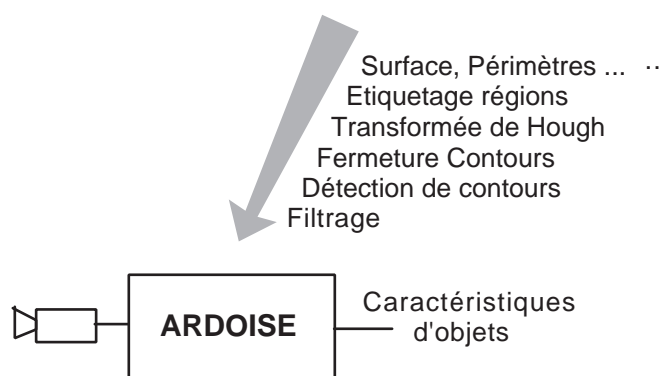 Surface, Périmètres ... ..
Etiquetage régions
Transformée de Hough
Fermeture Contours
Détection de contours
Filtrage
ARDOISE
Caractéristiques
d'objets